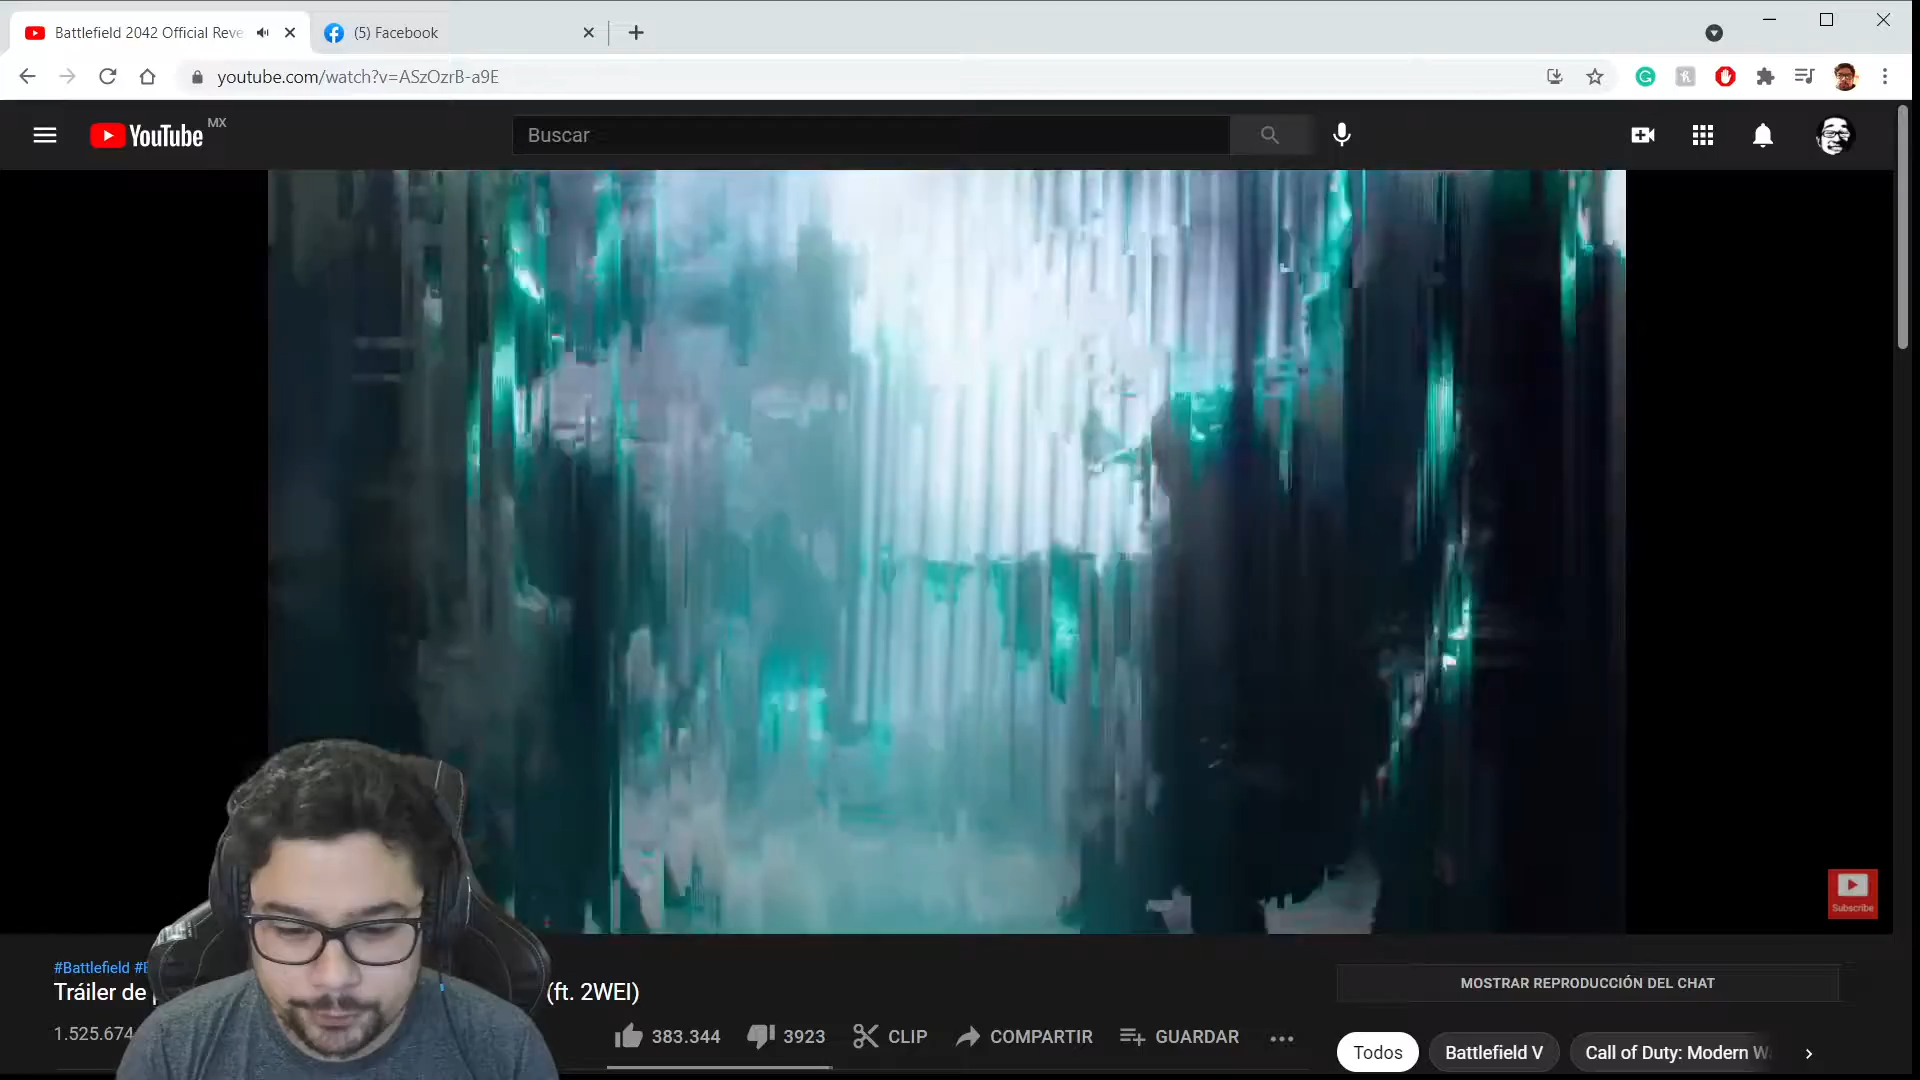 Battlefield 2042 Official Reve
(5) Facebook
youtube.com/watch?v=ASzOzrB-a9E
YouTube MX
Buscar
Subscribe
#Battlefield
Tráiler de
(ft. 2WEI)
1.525.674
383.344
3923
CLIP
COMPARTIR
GUARDAR
MOSTRAR REPRODUCCIÓN DEL CHAT
Todos
Battlefield V
Call of Duty: Modern